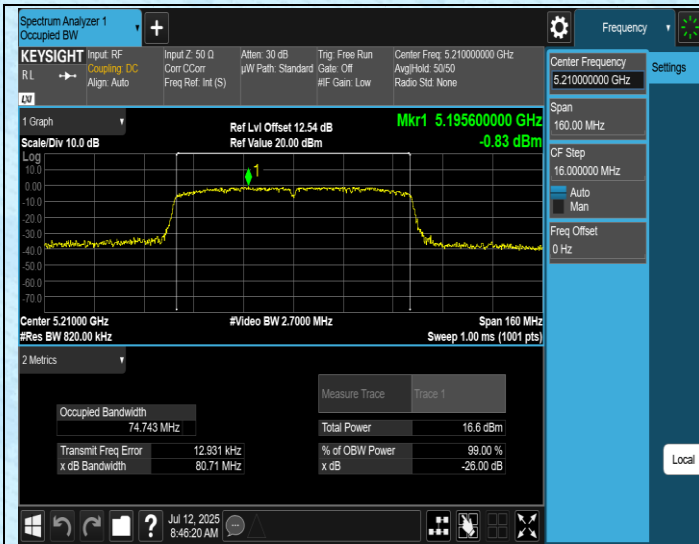 Spectrum Analyzer 1
Occupied BW
Frequency
KEYSIGHT
RL
LXI
Input: RF
Coupling: DC
Align: Auto
Input Z: 50 Ω
Corr CCorr
Freq Ref: Int (S)
Atten: 30 dB
µW Path: Standard
Trig: Free Run
Gate: Off
#IF Gain: Low
Center Freq: 5.210000000 GHz
Avg|Hold: 50/50
Radio Std: None
Center Frequency
5.210000000 GHz
Settings
Span
160.00 MHz
CF Step
16.000000 MHz
Auto
Man
Freq Offset
0 Hz
1 Graph
Scale/Div 10.0 dB
Ref Lvl Offset 12.54 dB
Ref Value 20.00 dBm
Mkr1 5.195600000 GHz
-0.83 dBm
Log
10.0
0.00
-10.0
-20.0
-30.0
-40.0
-50.0
-60.0
-70.0
1
Center 5.21000 GHz
#Res BW 820.00 kHz
#Video BW 2.7000 MHz
Span 160 MHz
Sweep 1.00 ms (1001 pts)
2 Metrics
Measure Trace
Trace 1
Occupied Bandwidth
74.743 MHz
Total Power
16.6 dBm
Transmit Freq Error
12.931 kHz
% of OBW Power
99.00 %
x dB Bandwidth
80.71 MHz
x dB
-26.00 dB
Local
Jul 12, 2025
8:46:20 AM